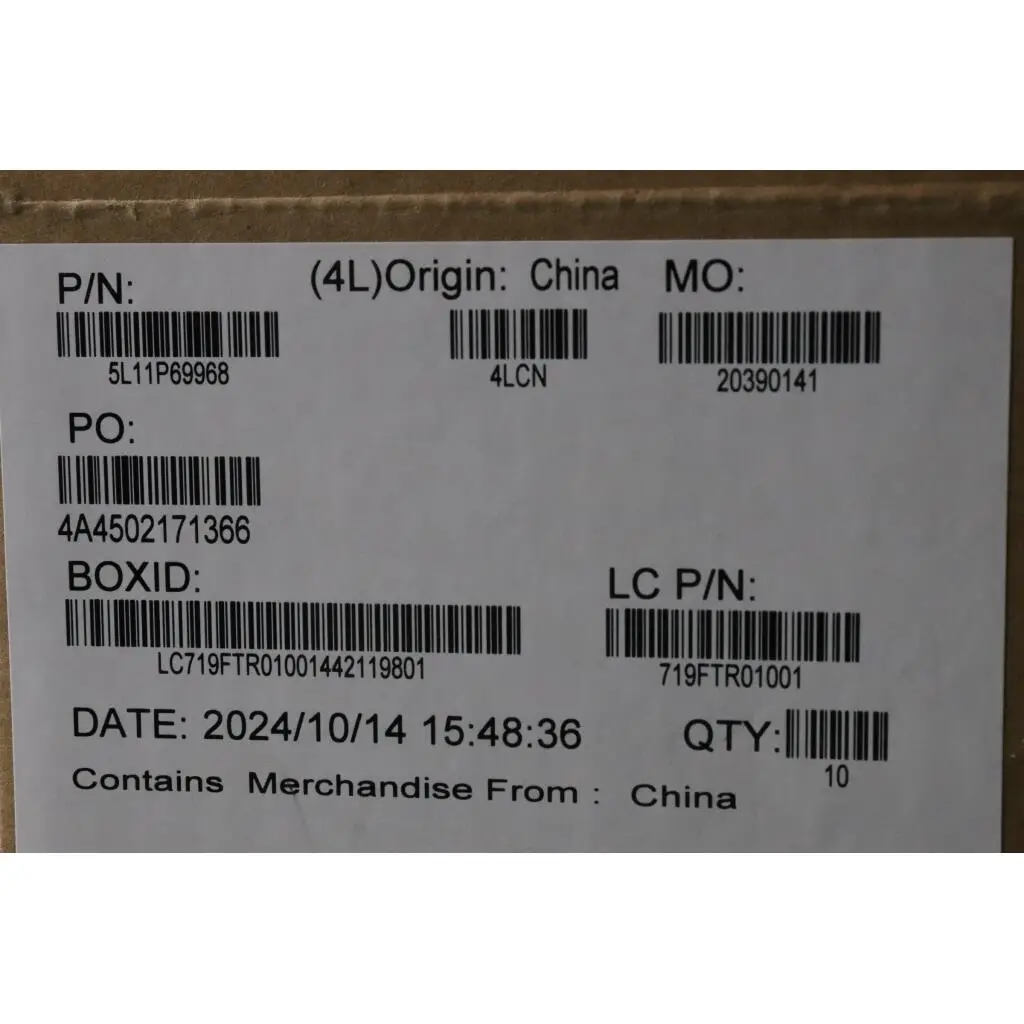 P/N: (4L)Origin: China MO:
5L11P69968 4LCN 20390141
PO:
4A4502171366
BOXID: LC P/N:
LC719FTR01001442119801 719FTR01001
DATE: 2024/10/14 15:48:36 QTY:
10
Contains Merchandise From : China